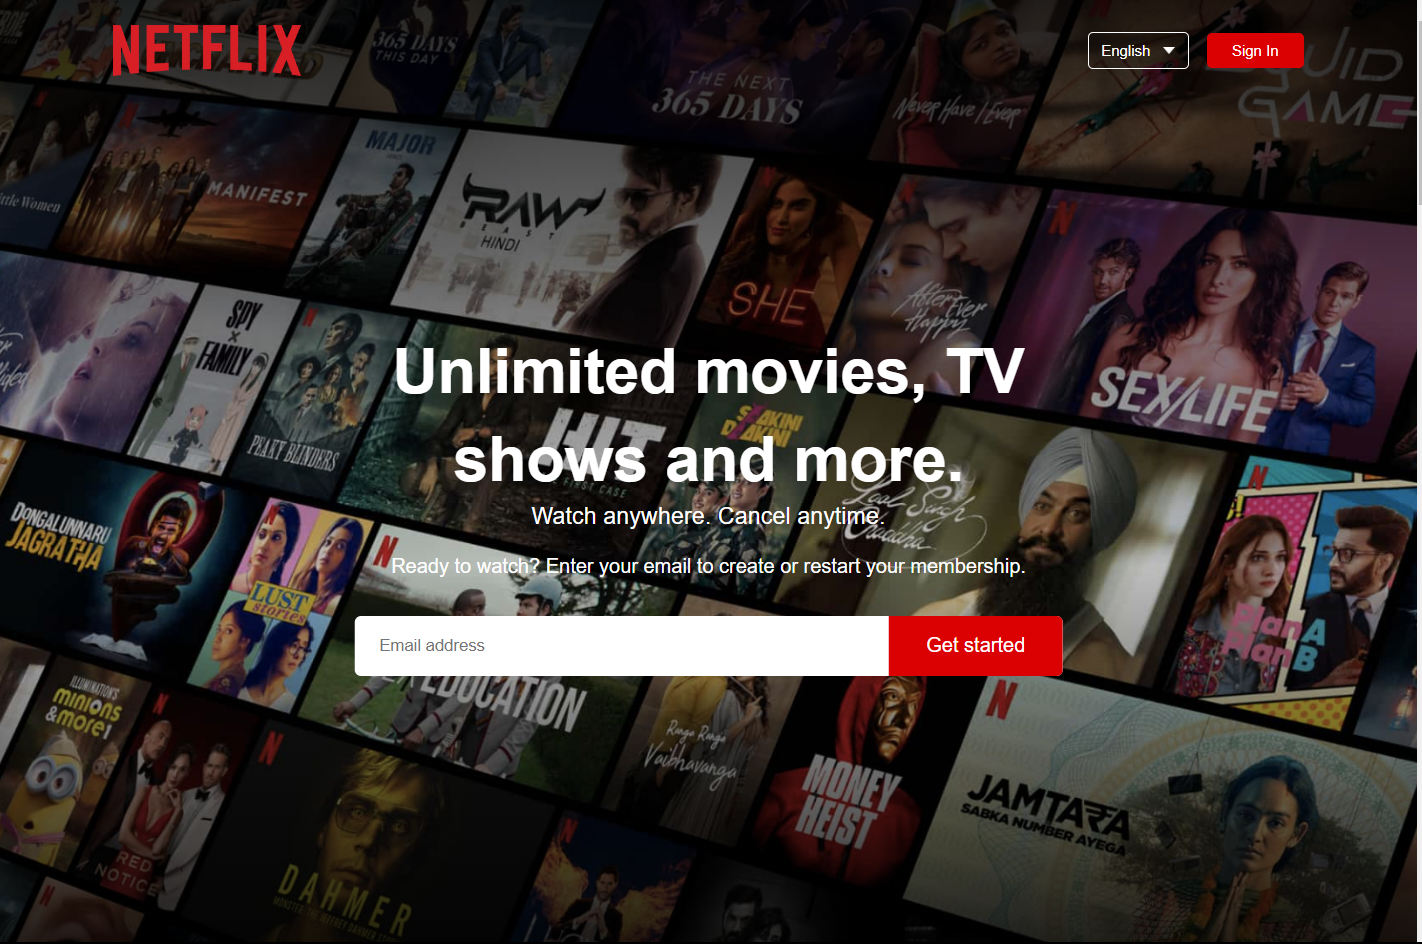 NETFLIX
English
Sign In
365 DAYS
THIS DAY
THE NEXT
365 DAYS
Never Have I Ever
SQUID
GAME
Little Women
MANIFEST
MAJOR
HINDI
RAW
BEAST
HINDI
SHE
After Ever
Happy
SEX/LIFE
SPY
x
FAMILY
PEAKY BLINDERS
Unlimited movies, TV
shows and more.
HIT
FIRST CASE
SAAKINI
DAAKINI
Laal Singh
Chaddha
Watch anywhere. Cancel anytime.
Ready to watch? Enter your email to create or restart your membership.
Email address
Get started
DONGALUNNARU
JAGRATHA
LUST
stories
Plan A
Plan B
EDUCATION
ILLUMINATION'S
minions
&more!
RED
NOTICE
DAHMER
Ranga Ranga
Vaibhavanga
MONEY
HEIST
JAMTARA
SABKA NUMBER AYEGA